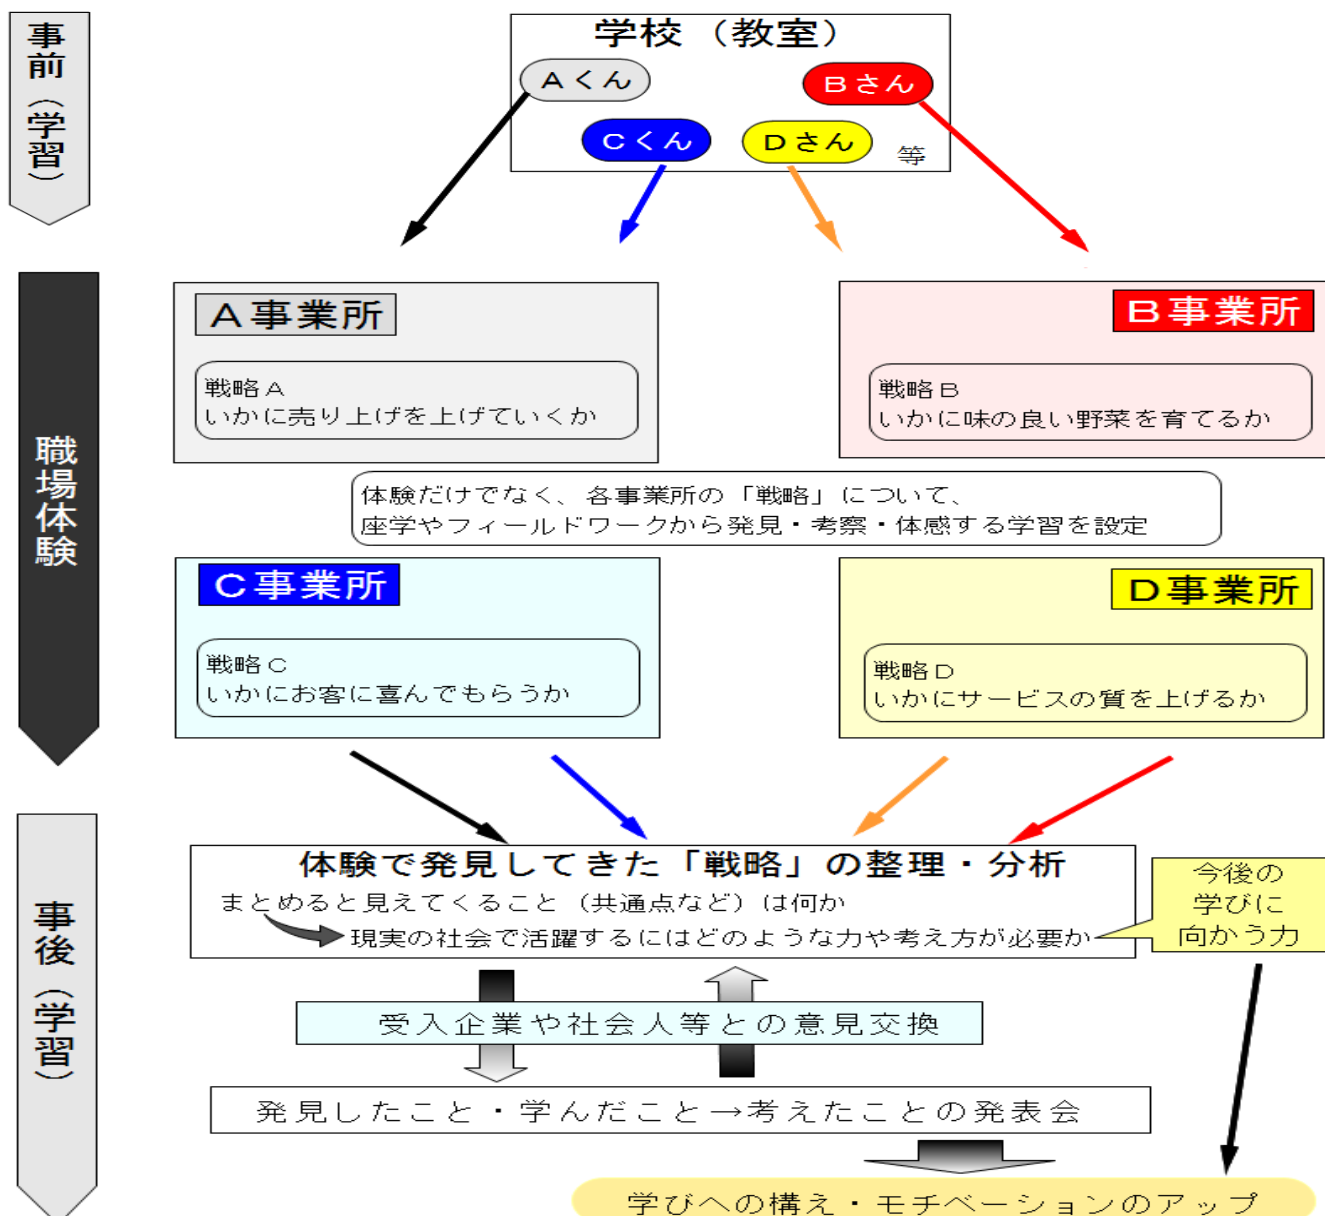 事前（学習）
学校（教室）
Aくん
Bさん
Cくん
Dさん
等
職場体験
A事業所
戦略A
いかに売り上げを上げていくか
B事業所
戦略B
いかに味の良い野菜を育てるか
体験だけでなく、各事業所の「戦略」について、
座学やフィールドワークから発見・考察・体感する学習を設定
C事業所
戦略C
いかにお客に喜んでもらうか
D事業所
戦略D
いかにサービスの質を上げるか
事後（学習）
体験で発見してきた「戦略」の整理・分析
まとめると見えてくること（共通点など）は何か
現実の社会で活躍するにはどのような力や考え方が必要か
今後の
学びに
向かう力
受入企業や社会人等との意見交換
発見したこと・学んだこと→考えたことの発表会
学びへの構え・モチベーションのアップ